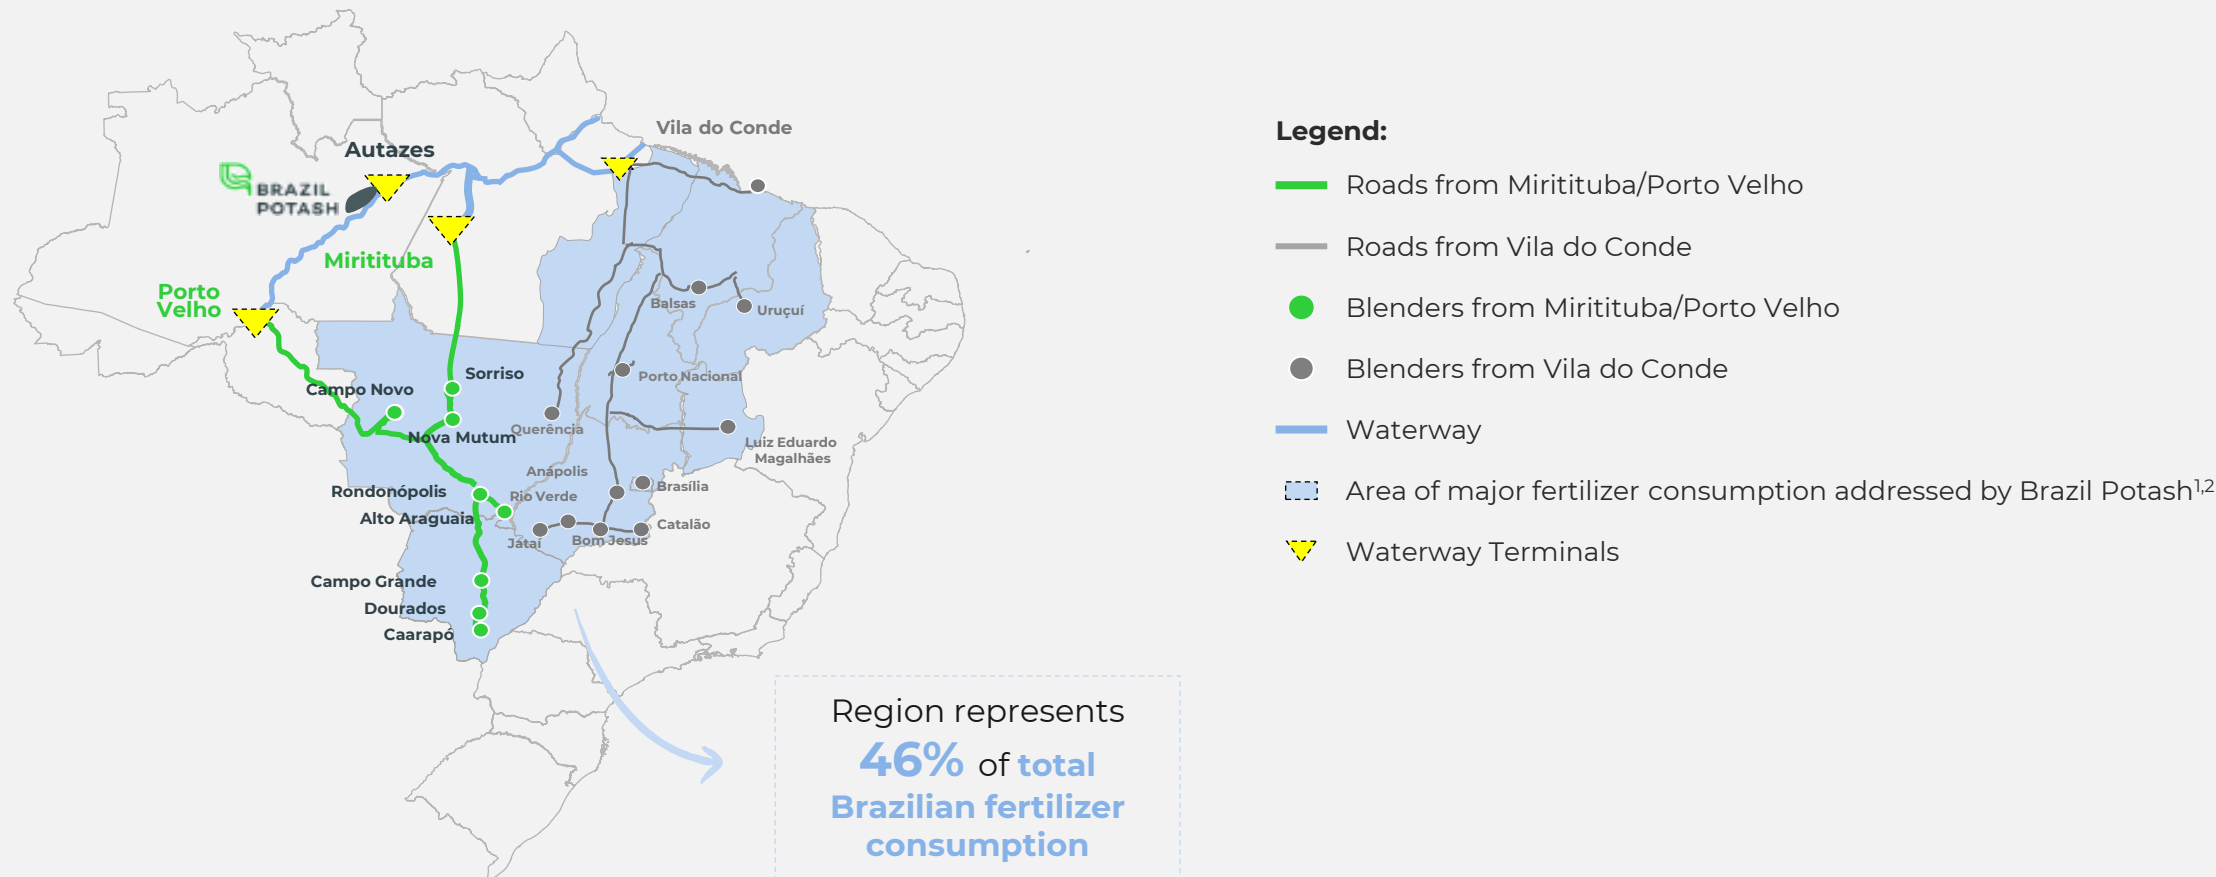 Vila do Conde
Autazes
BRAZIL
POTASH
Miritituba
Porto
Velho
Balsas
Uruçuí
Sorriso
Porto Nacional
Campo Novo
Querência
Nova Mutum
Luiz Eduardo
Magalhães
Anápolis
Rondonópolis
Rio Verde
Brasília
Alto Araguaia
Catalão
Jataí
Bom Jesus
Campo Grande
Dourados
Caarapó
Region represents
46% of total
Brazilian fertilizer
consumption
Legend:
Roads from Miritituba/Porto Velho
Roads from Vila do Conde
Blenders from Miritituba/Porto Velho
Blenders from Vila do Conde
Waterway
Area of major fertilizer consumption addressed by Brazil Potash¹,²
Waterway Terminals